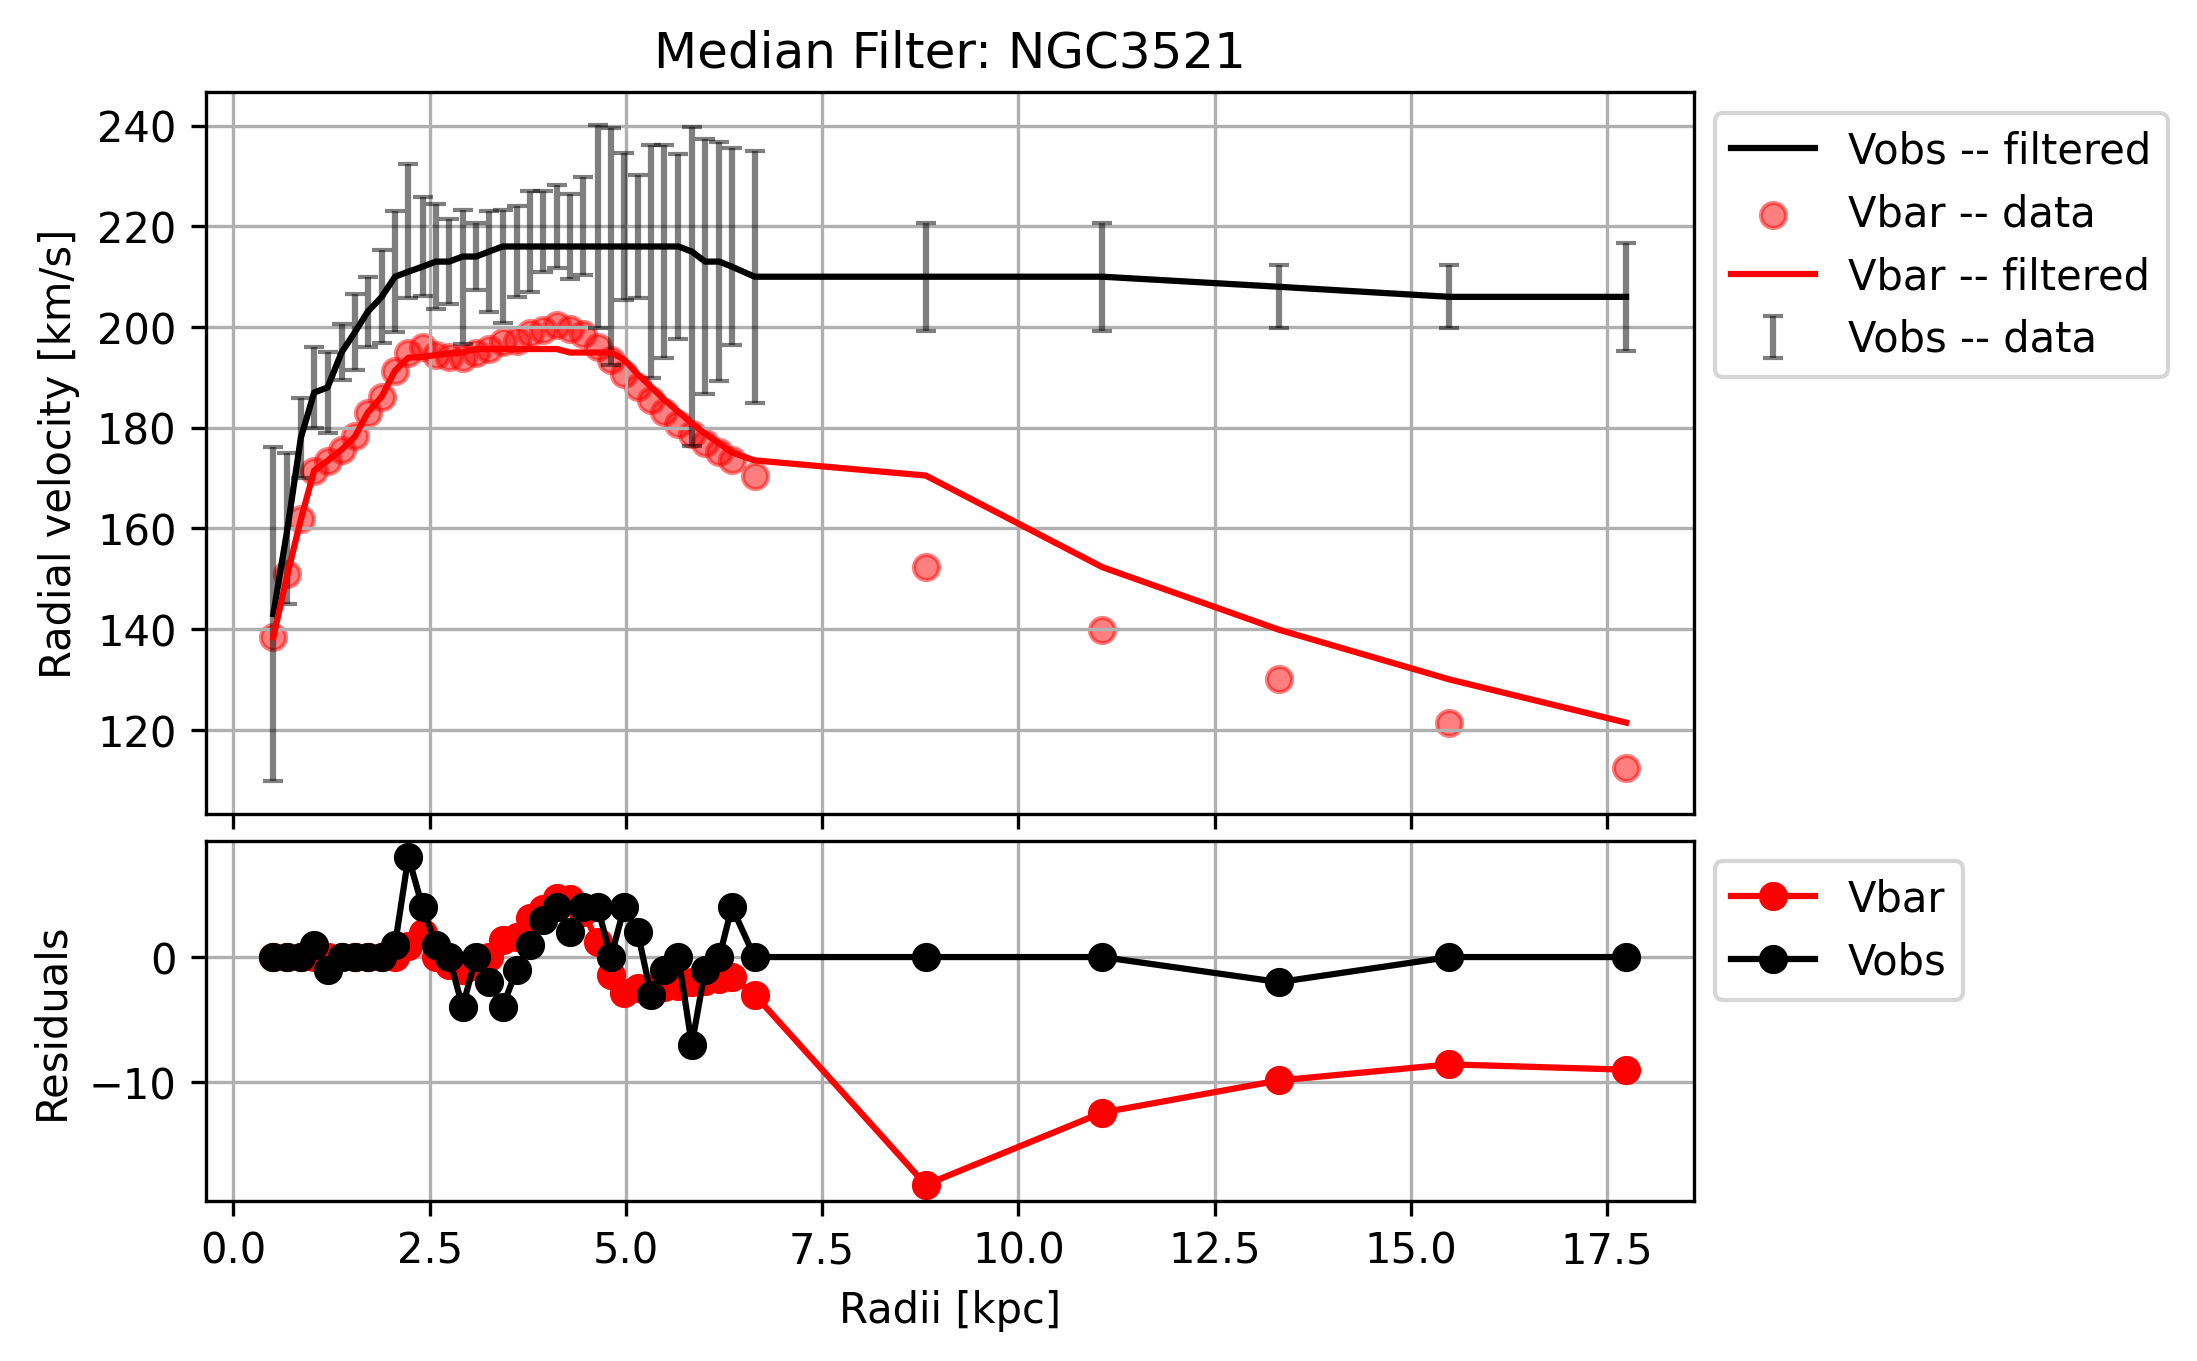 Median Filter: NGC3521
Radial velocity [km/s]
240
220
200
180
160
140
120
Vobs -- filtered
Vbar -- data
Vbar -- filtered
Vobs -- data
Residuals
0
−10
Vbar
Vobs
0.0 2.5 5.0 7.5 10.0 12.5 15.0 17.5
Radii [kpc]